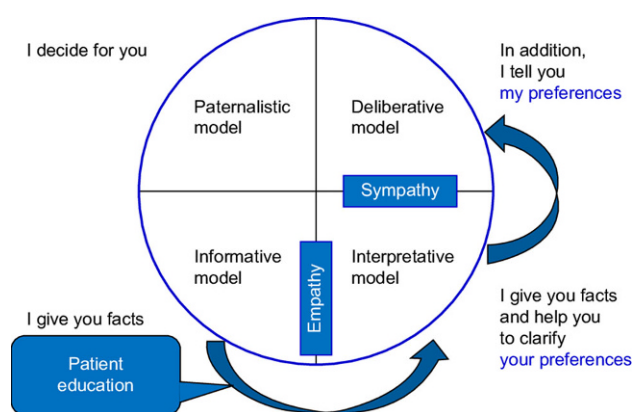 I decide for you
In addition,
I tell you
my preferences
Paternalistic
model
Deliberative
model
Sympathy
Informative
model
Empathy
Interpretative
model
I give you facts
I give you facts
and help you
to clarify
your preferences
Patient
education